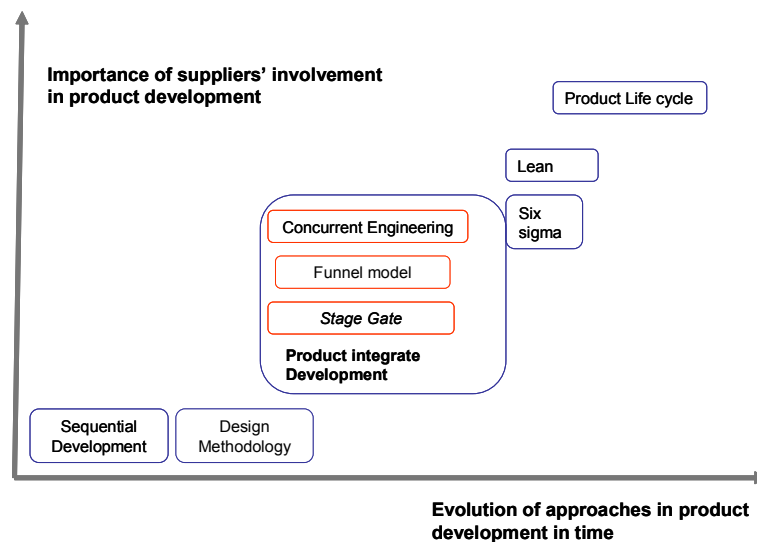 Importance of suppliers’ involvement
in product development
Product Life cycle
Lean
Six
sigma
Concurrent Engineering
Funnel model
Stage Gate
Product integrate
Development
Sequential
Development
Design
Methodology
Evolution of approaches in product
development in time